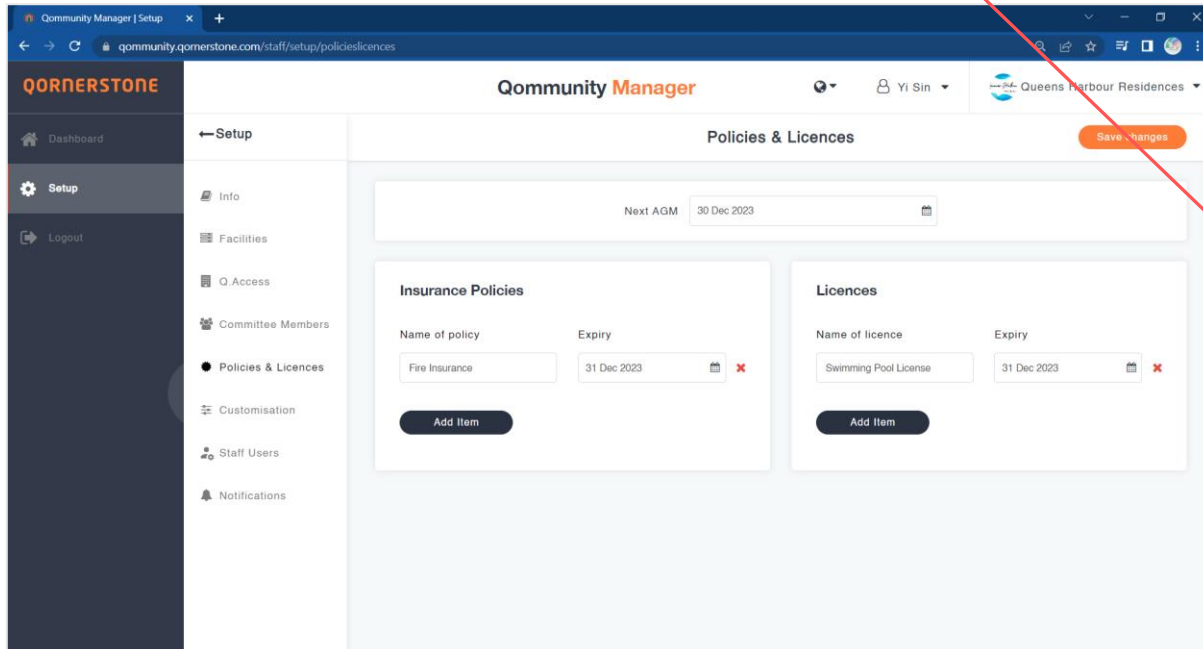 Qommunity Manager | Setup
qommunity.qornerstone.com/staff/setup/policieslicences
QORNERSTONE
Qommunity Manager
Yi Sin
Queens Harbour Residences
Dashboard
Setup
Logout
Setup
Info
Facilities
Q.Access
Committee Members
Policies & Licences
Customisation
Staff Users
Notifications
Policies & Licences
Save changes
Next AGM 30 Dec 2023
Insurance Policies
Name of policy Expiry
Fire Insurance 31 Dec 2023
Add Item
Licences
Name of licence Expiry
Swimming Pool License 31 Dec 2023
Add Item